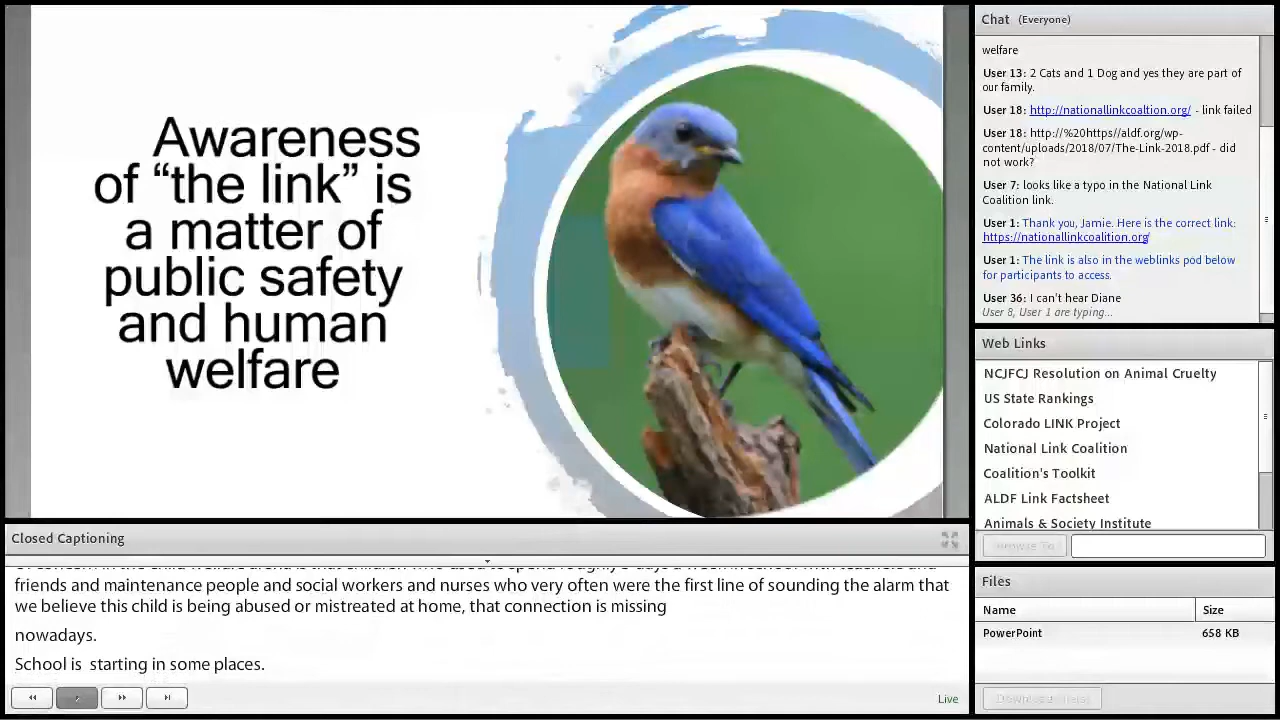 Awareness
of “the link” is
a matter of
public safety
and human
welfare
Closed Captioning
friends and maintenance people and social workers and nurses who very often were the first line of sounding the alarm that
we believe this child is being abused or mistreated at home, that connection is missing
nowadays.
School is  starting in some places.
Live
Chat (Everyone)
welfare
User 13: 2 Cats and 1 Dog and yes they are part of
our family.
User 18: http://nationallinkcoalition.org/ - link failed
User 18: http://%20https//aldf.org/wp-
content/uploads/2018/07/The-Link-2018.pdf - did
not work?
User 7: looks like a typo in the National Link
Coalition link.
User 1: Thank you, Jamie. Here is the correct link:
https://nationallinkcoalition.org/
User 1: The link is also in the weblinks pod below
for participants to access.
User 36: I can't hear Diane
User 8, User 1 are typing...
Web Links
NCJFCJ Resolution on Animal Cruelty
US State Rankings
Colorado LINK Project
National Link Coalition
Coalition's Toolkit
ALDF Link Factsheet
Animals & Society Institute
Browse To
Files
Name Size
PowerPoint 658 KB